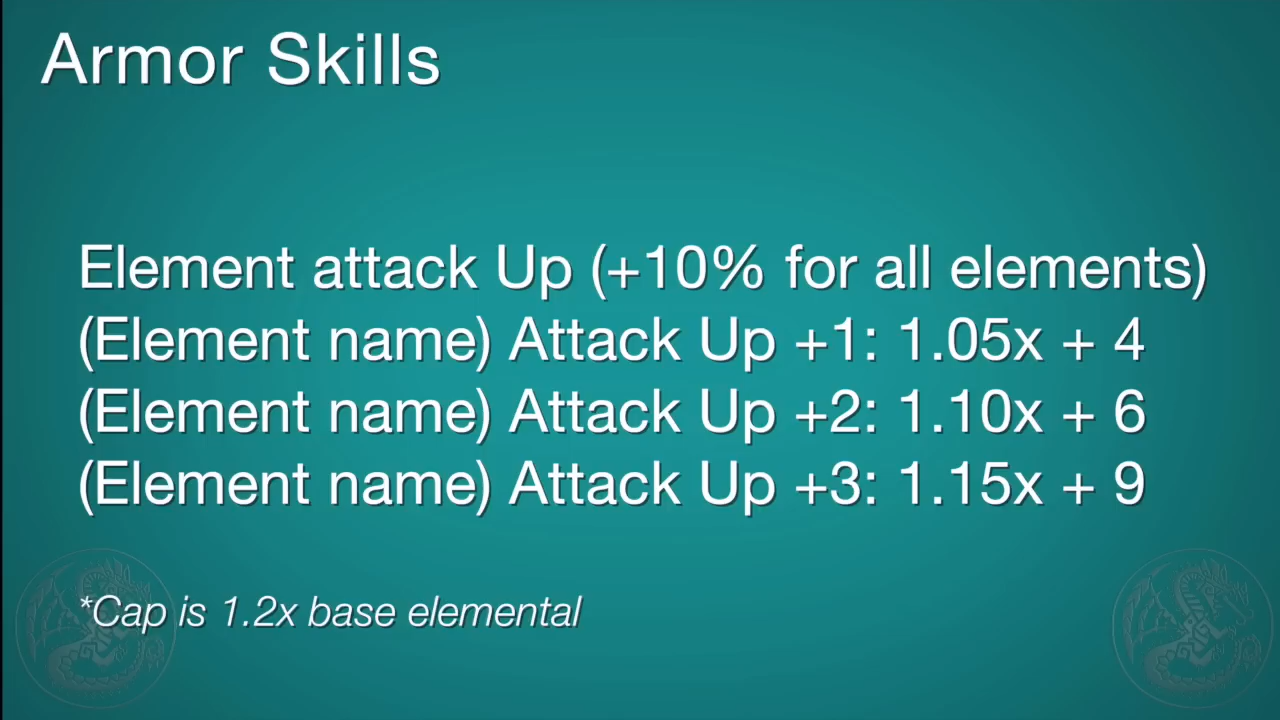 Armor Skills
Element attack Up (+10% for all elements)
(Element name) Attack Up +1: 1.05x + 4
(Element name) Attack Up +2: 1.10x + 6
(Element name) Attack Up +3: 1.15x + 9
*Cap is 1.2x base elemental